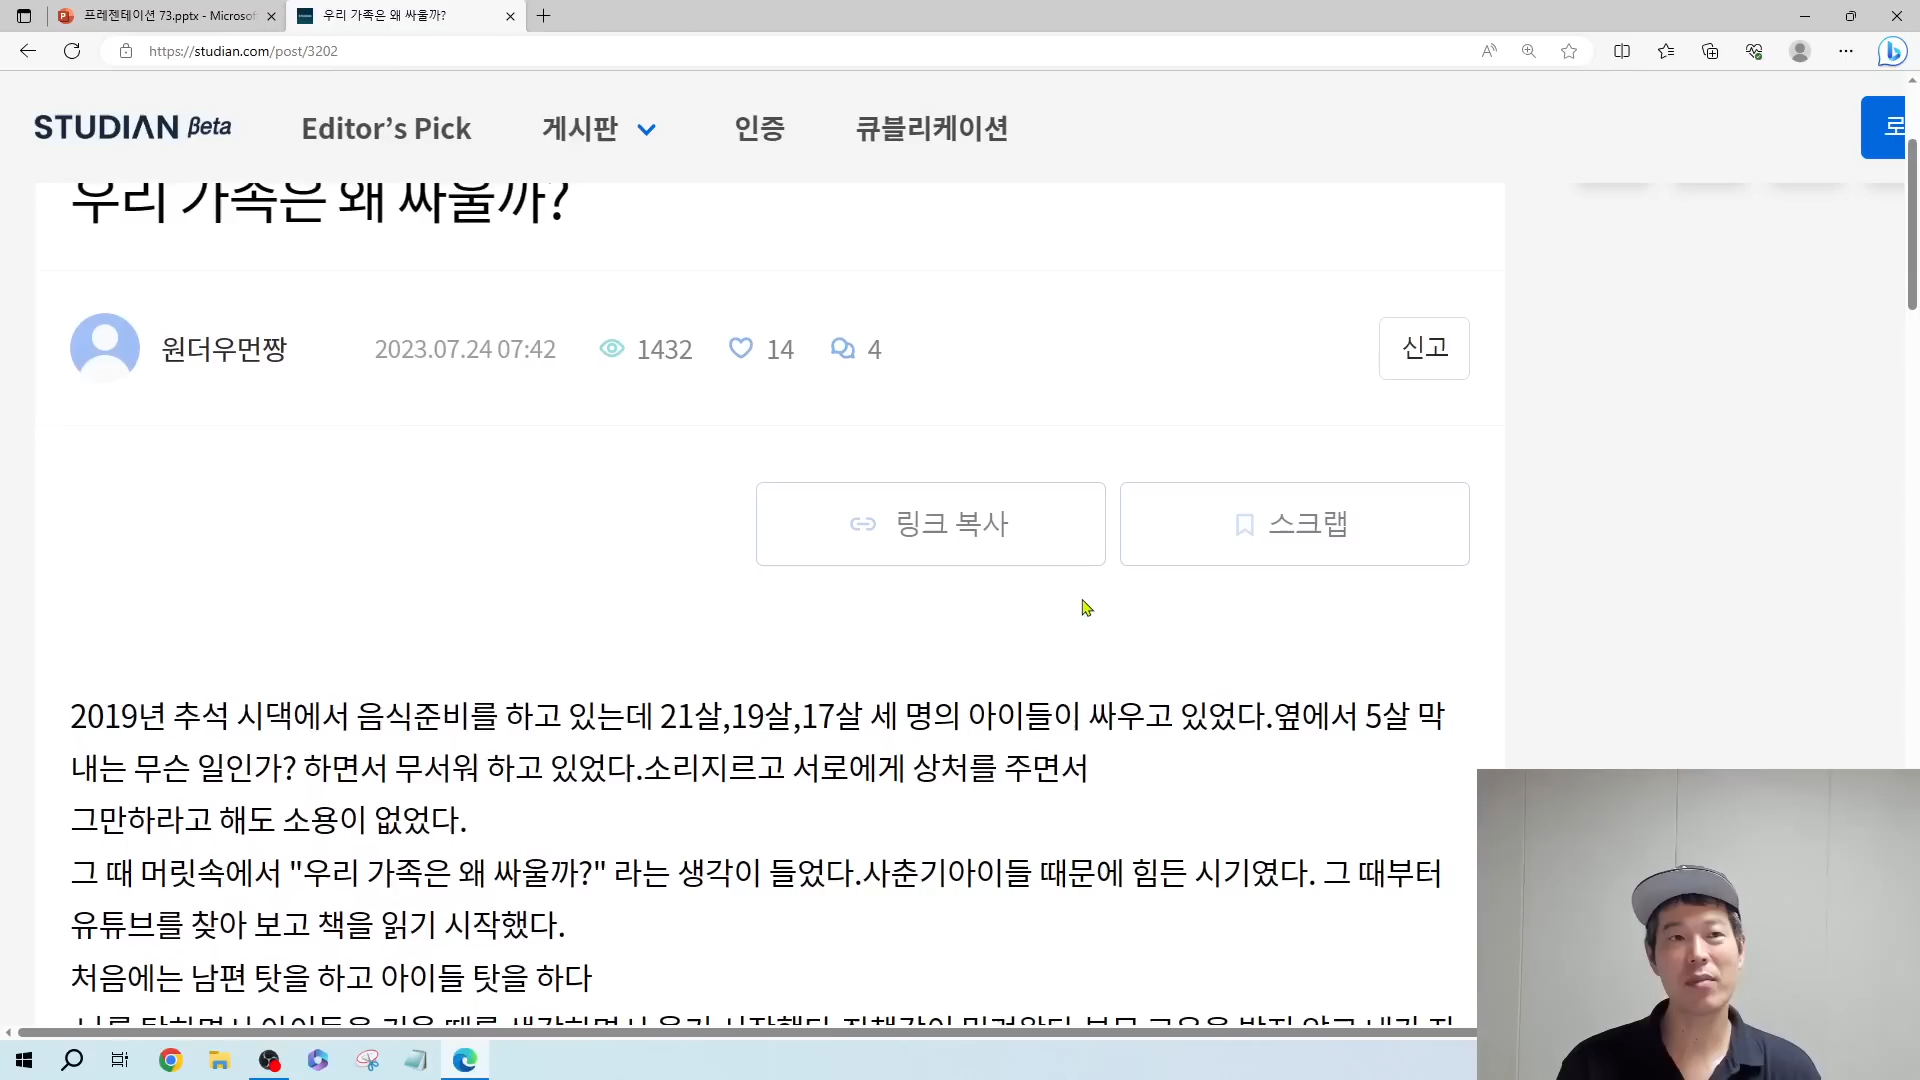 프레젠테이션 73.pptx - Microsof
우리 가족은 왜 싸울까?
https://studian.com/post/3202
STUDIAN βeta
Editor's Pick
게시판
인증
큐블리케이션
로
우리 가족은 왜 싸울까?
원더우먼짱
2023.07.24 07:42
1432
14
4
신고
링크 복사
스크랩
2019년 추석 시댁에서 음식준비를 하고 있는데 21살,19살,17살 세 명의 아이들이 싸우고 있었다.옆에서 5살 막
내는 무슨 일인가? 하면서 무서워 하고 있었다.소리지르고 서로에게 상처를 주면서
그만하라고 해도 소용이 없었다.
그 때 머릿속에서 "우리 가족은 왜 싸울까?" 라는 생각이 들었다.사춘기아이들 때문에 힘든 시기였다. 그 때부터
유튜브를 찾아 보고 책을 읽기 시작했다.
처음에는 남편 탓을 하고 아이들 탓을 하다